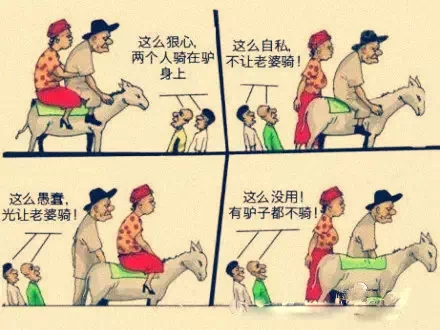 这么狠心，
两个人骑在驴
身上
这么自私，
不让老婆骑！
这么愚蠢，
光让老婆骑！
这么没用！
有驴子都不骑！